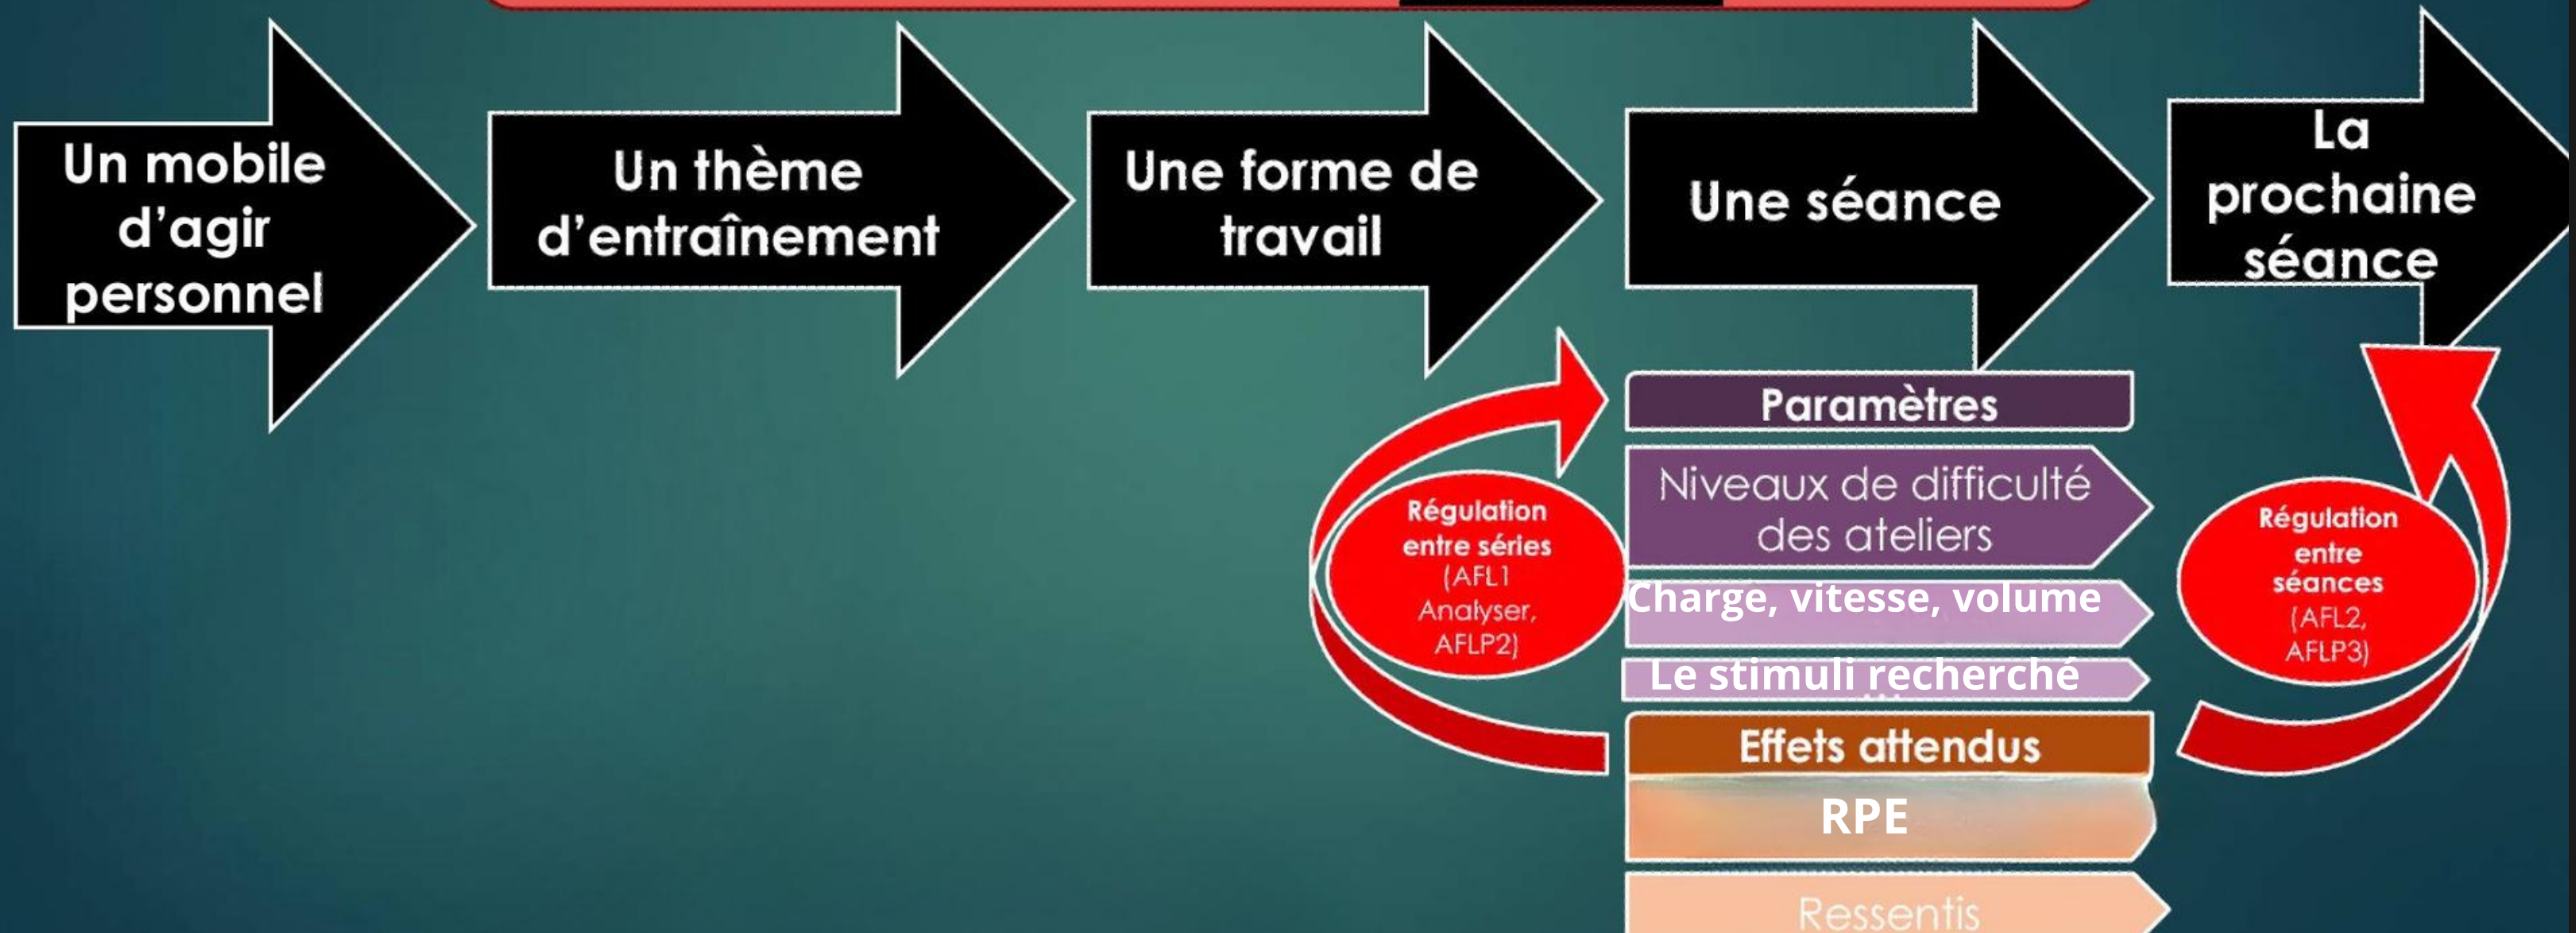 Un mobile
d'agir
personnel
Un thème
d'entraînement
Une forme de
travail
Une séance
La
prochaine
séance
Régulation
entre séries
(AFL1
Analyser,
AFLP2)
Paramètres
Niveaux de difficulté
des ateliers
Charge, vitesse, volume
Le stimuli recherché
Effets attendus
RPE
Ressentis
Régulation
entre
séances
(AFL2,
AFLP3)